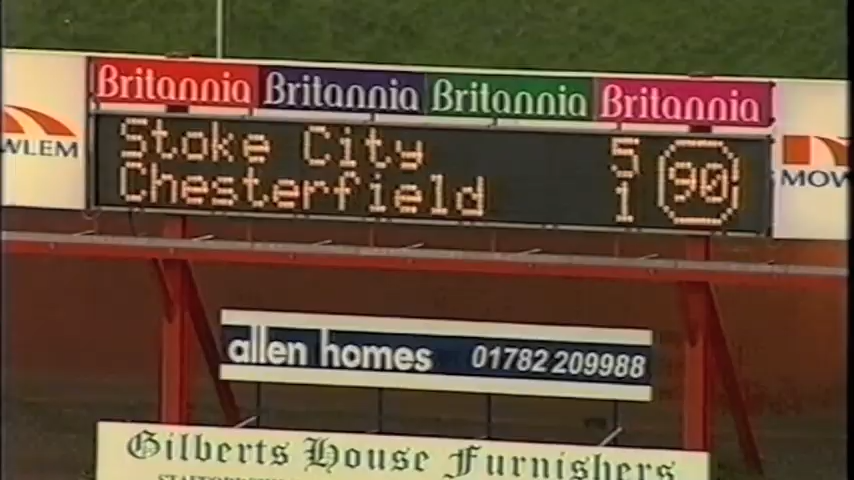 Britannia Britannia Britannia Britannia
WLEM
MOW
Stoke City 5
Chesterfield 1
90
allen homes 01782 209988
Gilberts House Furnishers